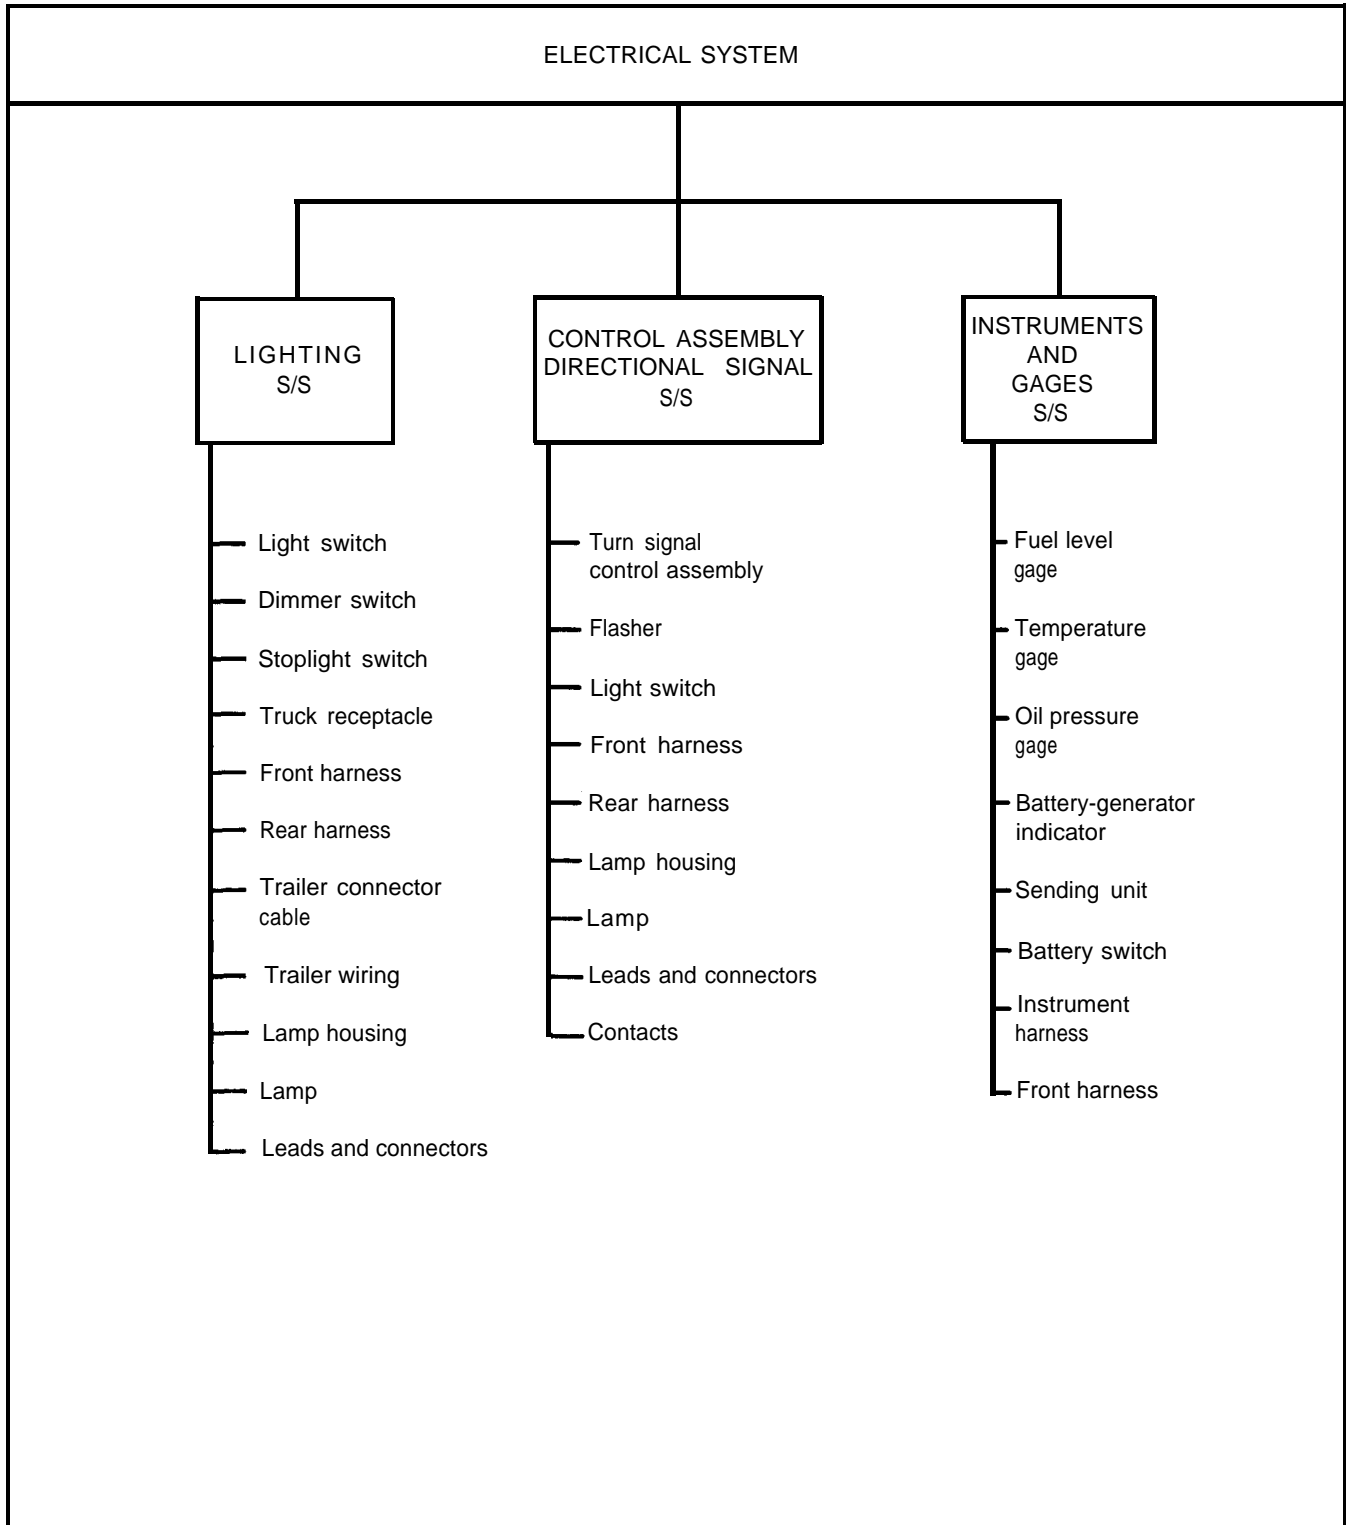 ELECTRICAL SYSTEM
LIGHTING
S/S
Light switch
Dimmer switch
Stoplight switch
Truck receptacle
Front harness
Rear harness
Trailer connector
cable
Trailer wiring
Lamp housing
Lamp
Leads and connectors
CONTROL ASSEMBLY
DIRECTIONAL SIGNAL
S/S
Turn signal
control assembly
Flasher
Light switch
Front harness
Rear harness
Lamp housing
Lamp
Leads and connectors
Contacts
INSTRUMENTS
AND
GAGES
S/S
Fuel level
gage
Temperature
gage
Oil pressure
gage
Battery-generator
indicator
Sending unit
Battery switch
Instrument
harness
Front harness